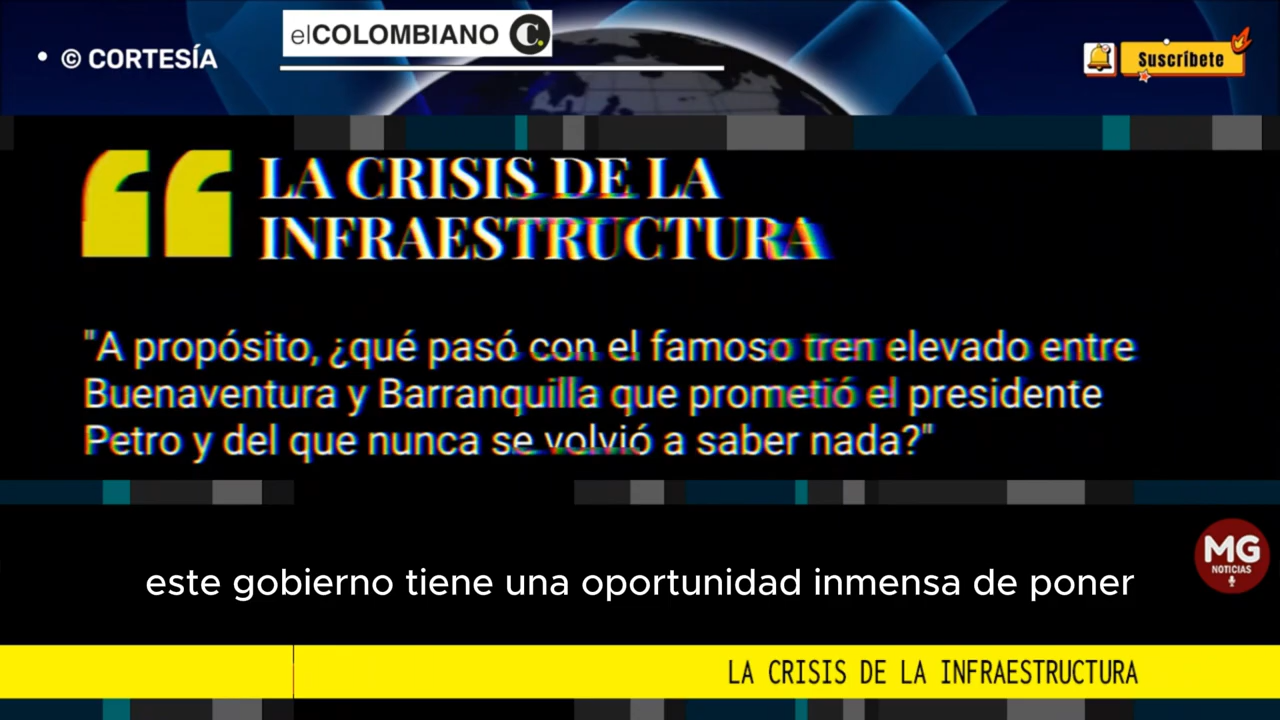 • © CORTESÍA
elCOLOMBIANO C.
Suscríbete
LA CRISIS DE LA
INFRAESTRUCTURA
"A propósito, ¿qué pasó con el famoso tren elevado entre
Buenaventura y Barranquilla que prometió el presidente
Petro y del que nunca se volvió a saber nada?"
MG
NOTICIAS
este gobierno tiene una oportunidad inmensa de poner
LA CRISIS DE LA INFRAESTRUCTURA